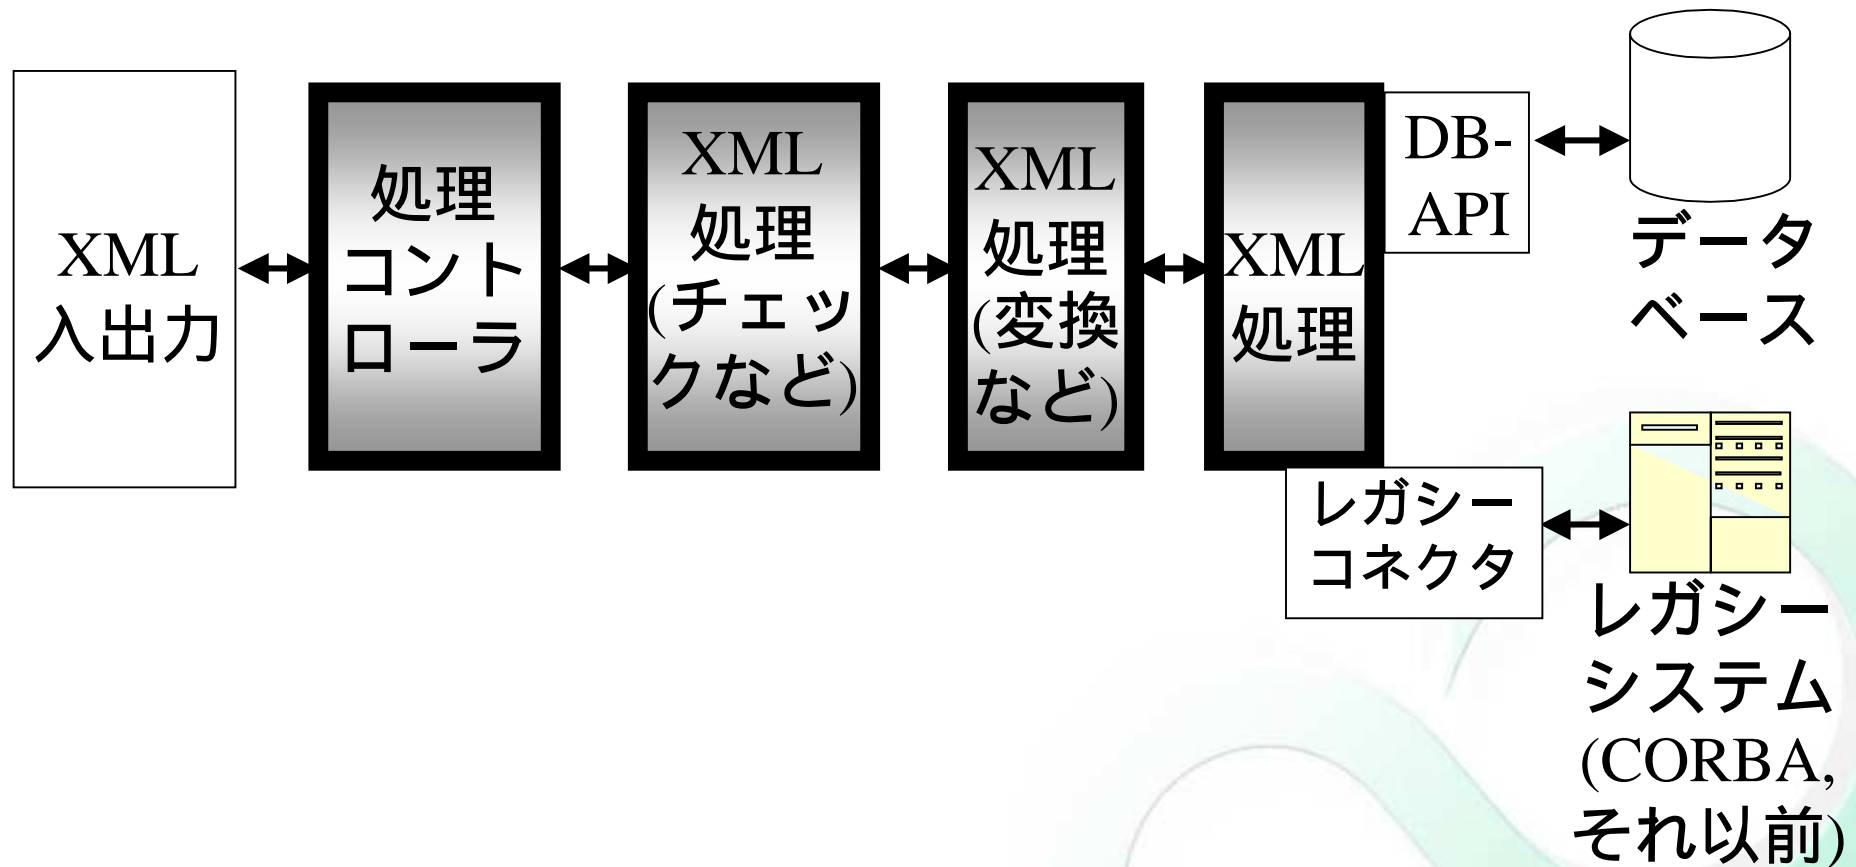 XML
入出力
処理
コント
ローラ
XML
処理
(チェッ
クなど)
XML
処理
(変換
など)
XML
処理
DB-
API
データ
ベース
レガシー
コネクタ
レガシー
システム
(CORBA,
それ以前)